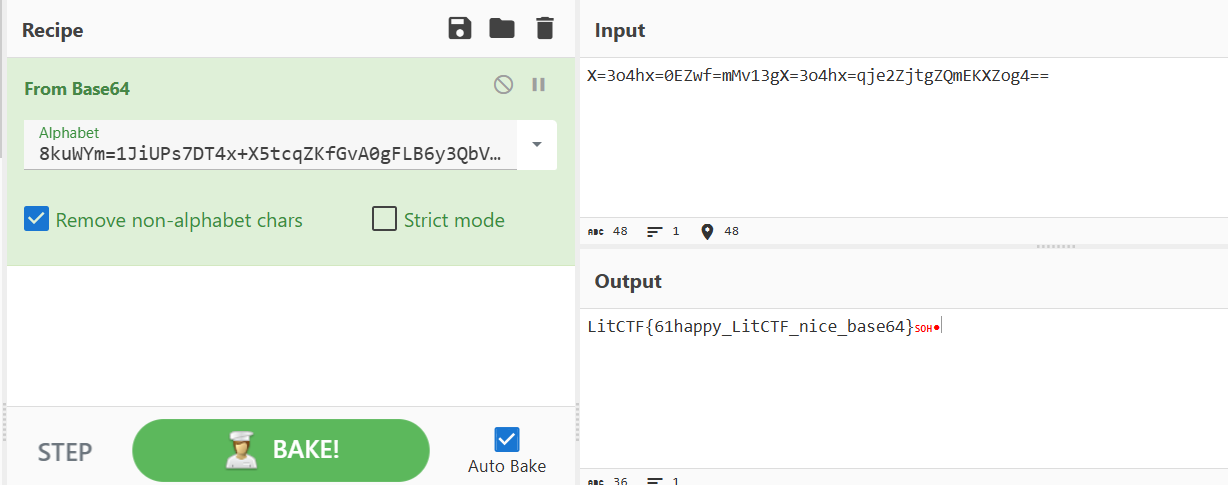 Recipe
From Base64
Alphabet
8kuWYm=1JiUPs7DT4x+X5tcqZKfGvA0gFLB6y3QbV…
Remove non-alphabet chars
Strict mode
STEP
BAKE!
Auto Bake
Input
X=3o4hx=0EZwf=mMv13gX=3o4hx=qje2ZjtgZQmEKXZog4==
ABC 48 1 48
Output
LitCTF{61happy_LitCTF_nice_base64}SOH•
ABC 36 1